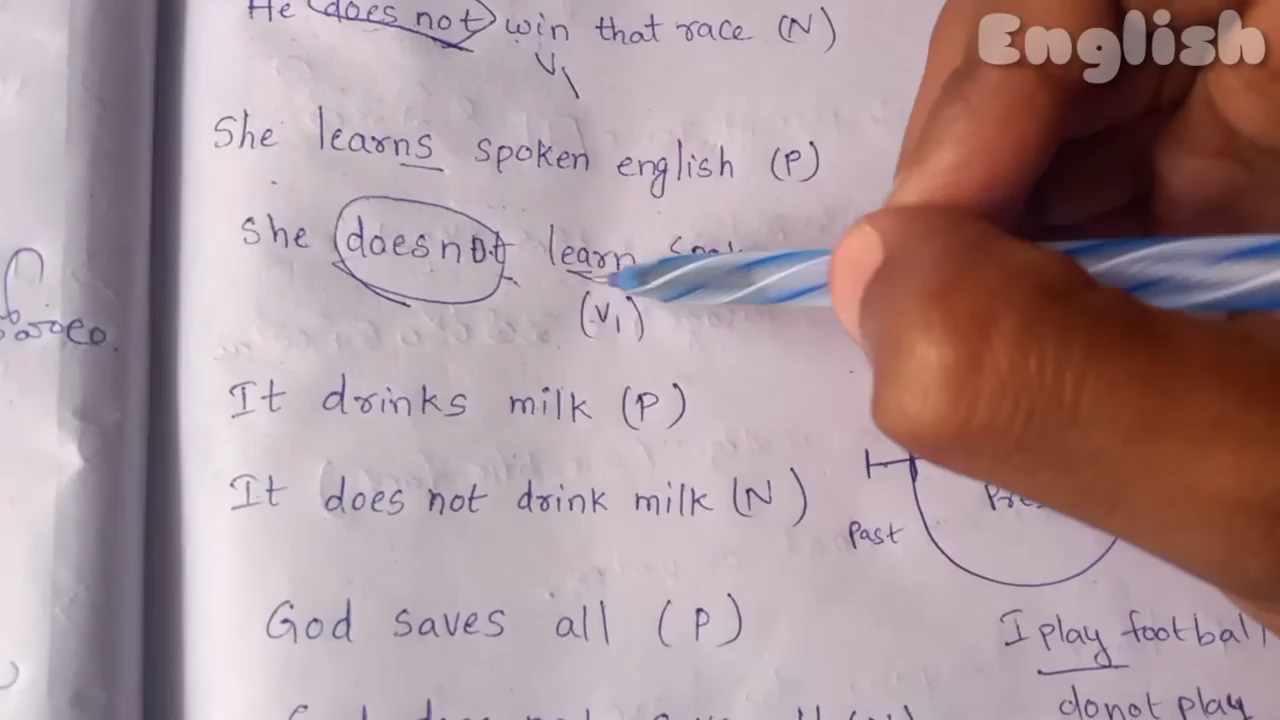 English
He does not win that race (N)
V1
She learns spoken english (P)
She doesnot learn
(V1)
It drinks milk (P)
It does not drink milk (N)
Past
God saves all (P)
I play football
donot play